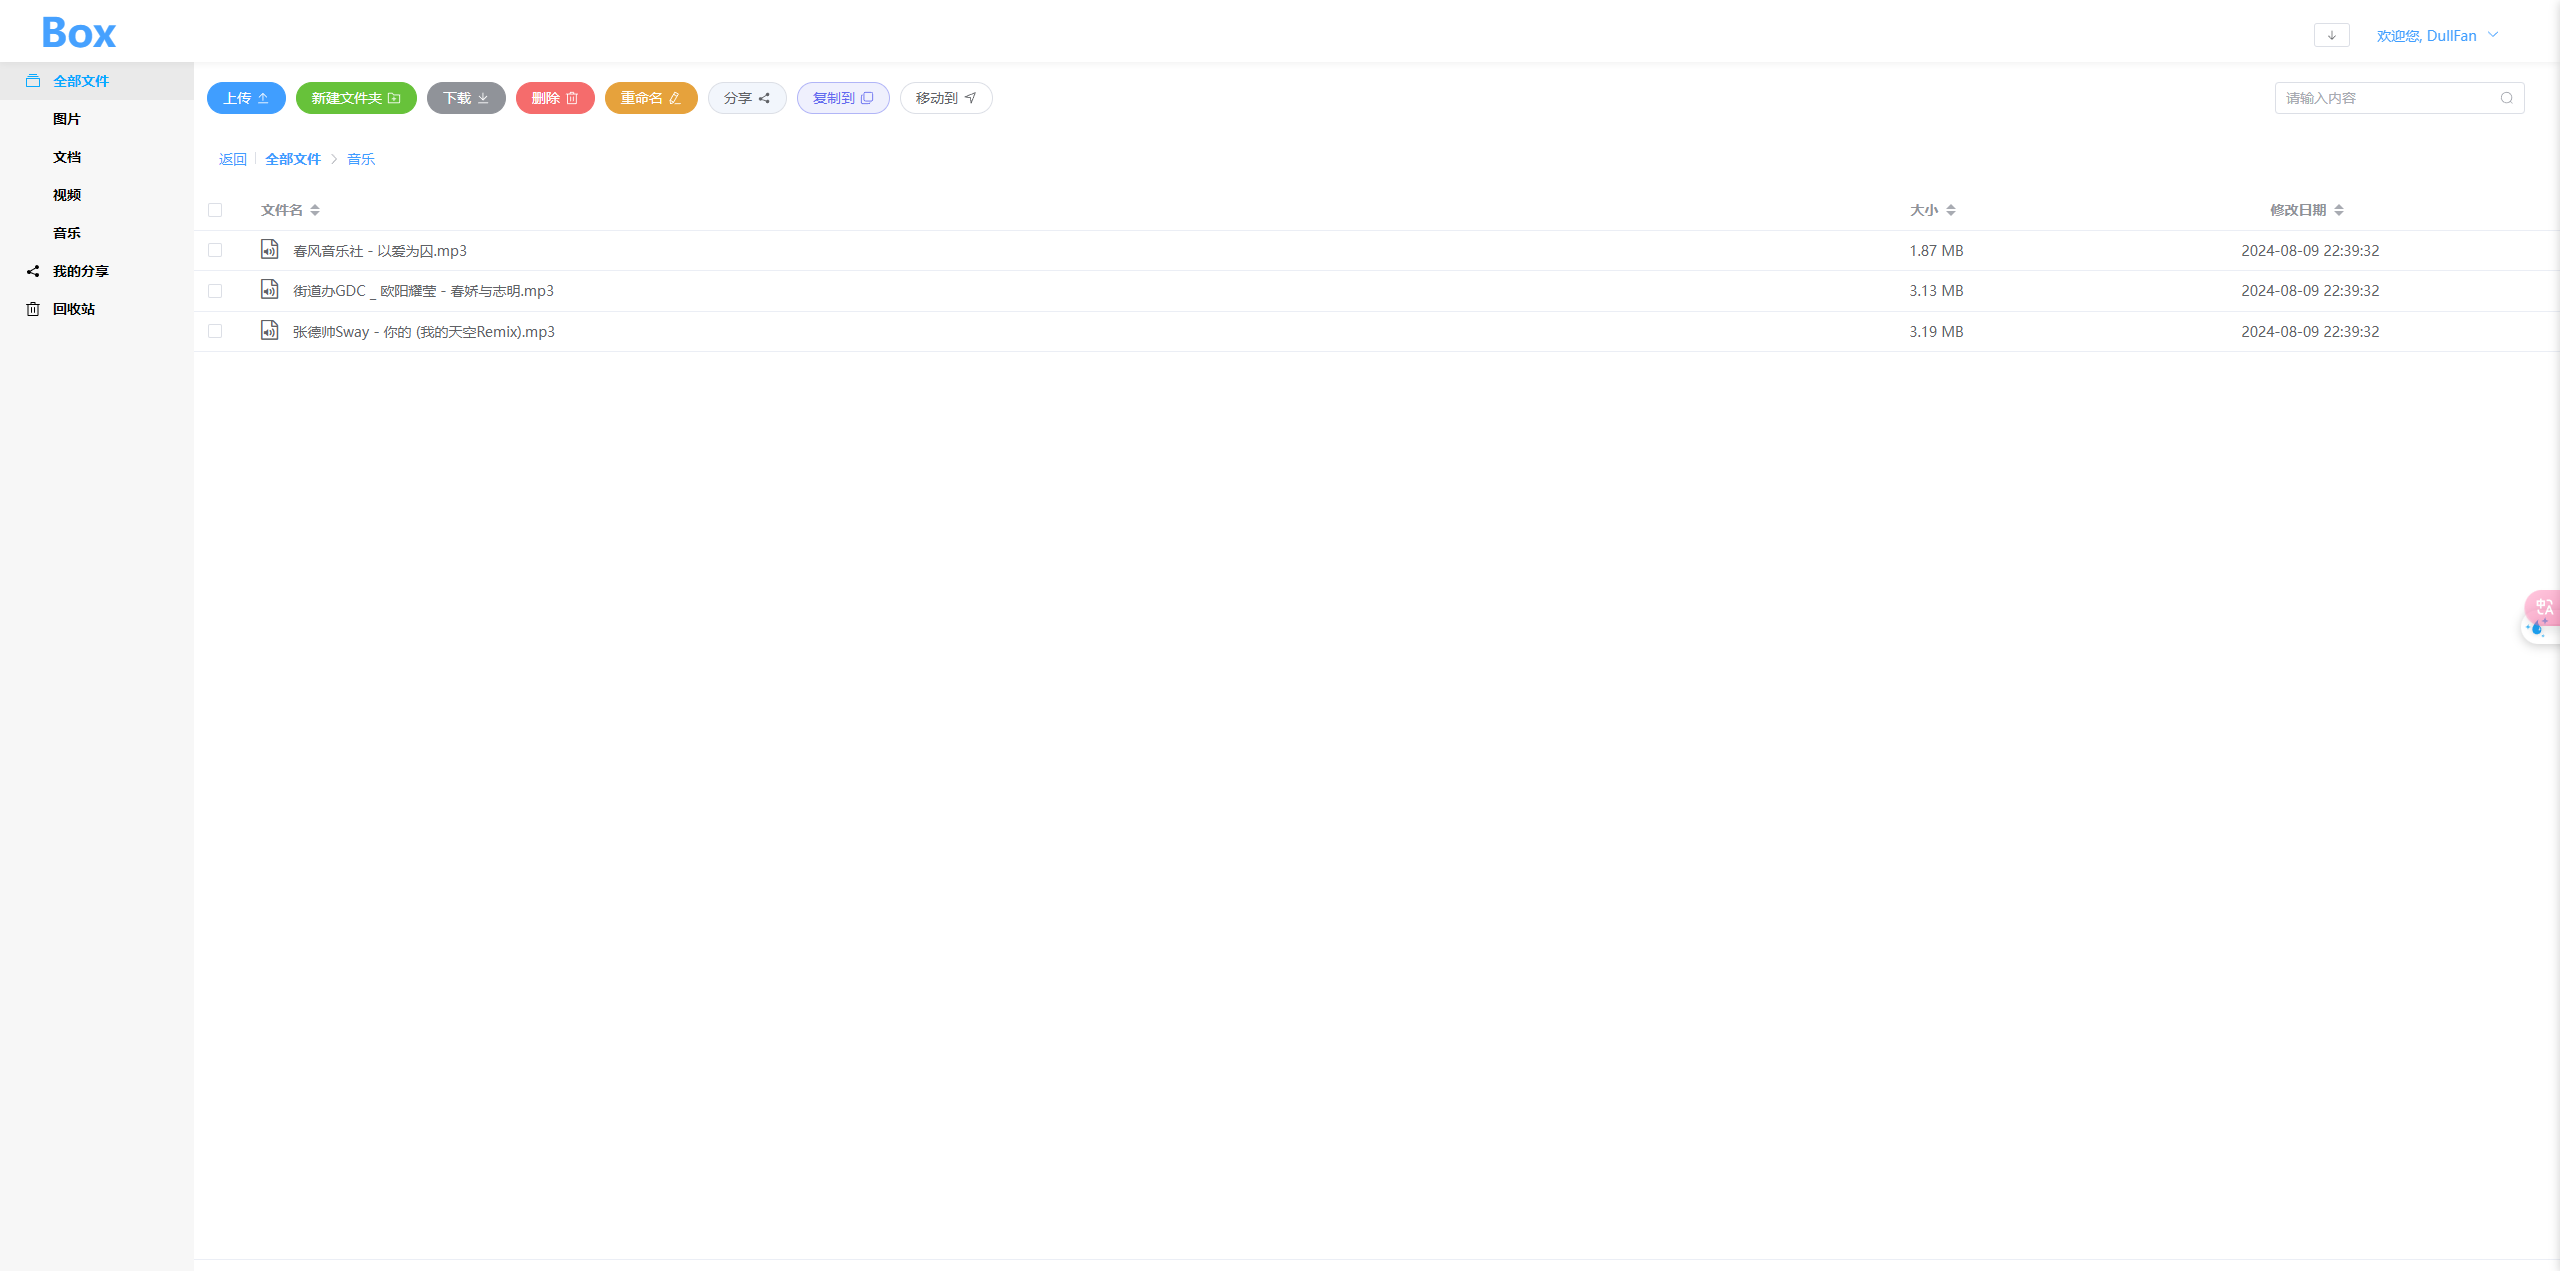 Box
欢迎您, DullFan
全部文件
图片
文档
视频
音乐
我的分享
回收站
上传 新建文件夹 下载 删除 重命名 分享 复制到 移动到
请输入内容
返回 全部文件 音乐
文件名 大小 修改日期
春风音乐社 - 以爱为囚.mp3 1.87 MB 2024-08-09 22:39:32
街道办GDC _ 欧阳耀莹 - 春娇与志明.mp3 3.13 MB 2024-08-09 22:39:32
张德帅Sway - 你的 (我的天空Remix).mp3 3.19 MB 2024-08-09 22:39:32